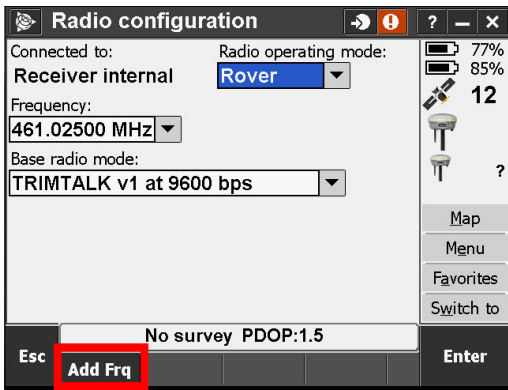 Radio configuration
? – ×
Connected to:
Radio operating mode:
Receiver internal
Rover
Frequency:
461.02500 MHz
Base radio mode:
TRIMTALK v1 at 9600 bps
77%
85%
12
?
Map
Menu
Favorites
Switch to
No survey PDOP:1.5
Esc
Add Frq
Enter